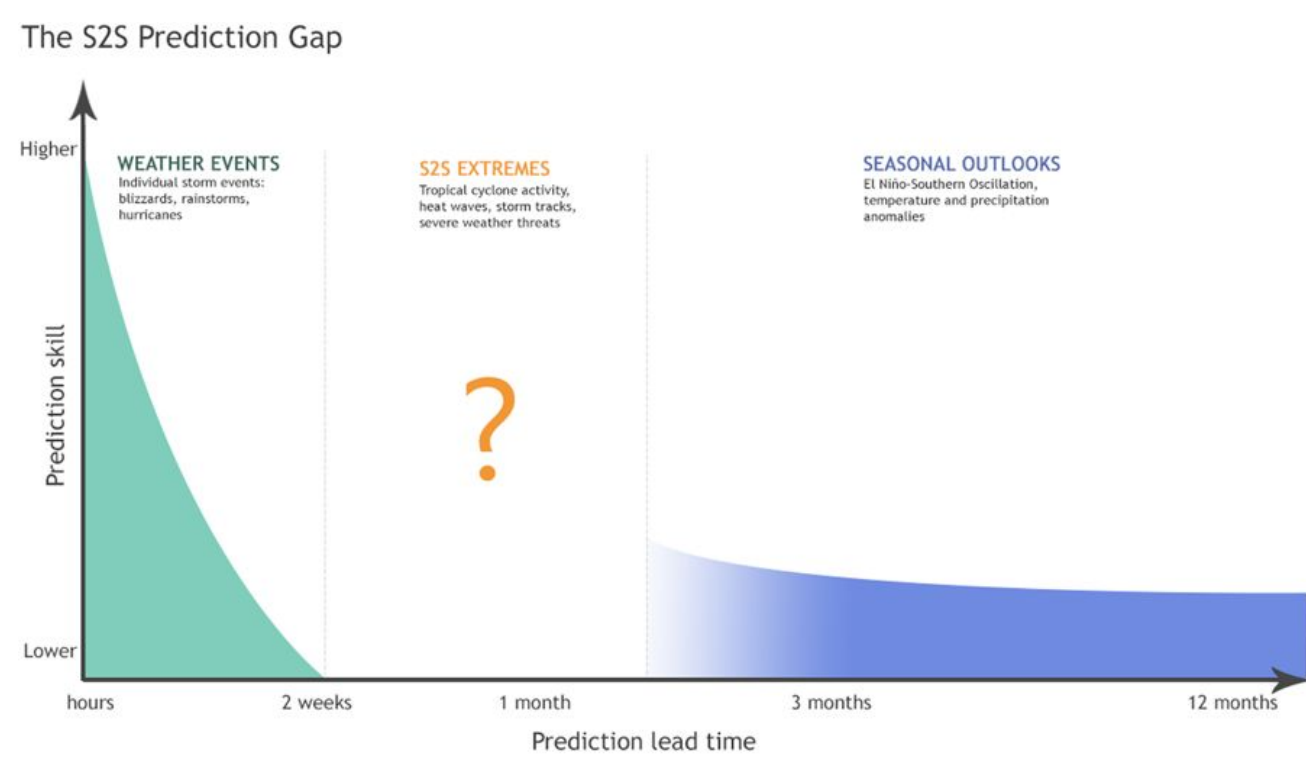 The S2S Prediction Gap
Higher
WEATHER EVENTS
Individual storm events:
blizzards, rainstorms,
hurricanes
S2S EXTREMES
Tropical cyclone activity,
heat waves, storm tracks,
severe weather threats
SEASONAL OUTLOOKS
El Niño-Southern Oscillation,
temperature and precipitation
anomalies
Prediction skill
?
Lower
hours
2 weeks
1 month
3 months
12 months
Prediction lead time